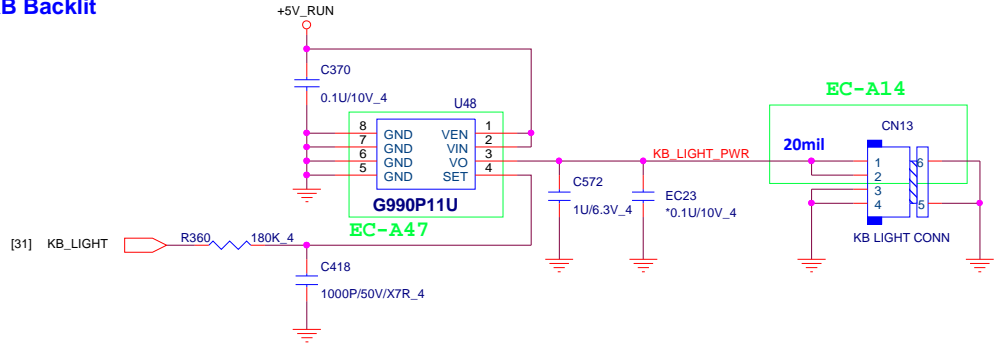 B Backlit
+5V_RUN
C370
0.1U/10V_4
U48
8 GND VEN 1
7 GND VIN 2
6 GND VO 3
5 GND SET 4
G990P11U
EC-A47
[31] KB_LIGHT
R360 180K_4
C418
1000P/50V/X7R_4
C572
1U/6.3V_4
KB_LIGHT_PWR
EC23
*0.1U/10V_4
EC-A14
CN13
20mil
1 6
2
3
4 5
KB LIGHT CONN